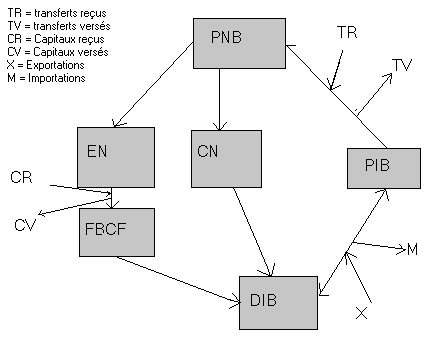 TR = transferts reçus
TV = transferts versés
CR = Capitaux reçus
CV = Capitaux versés
X = Exportations
M = Importations
PNB
TR
TV
EN
CN
PIB
CR
CV
FBCF
M
DIB
X